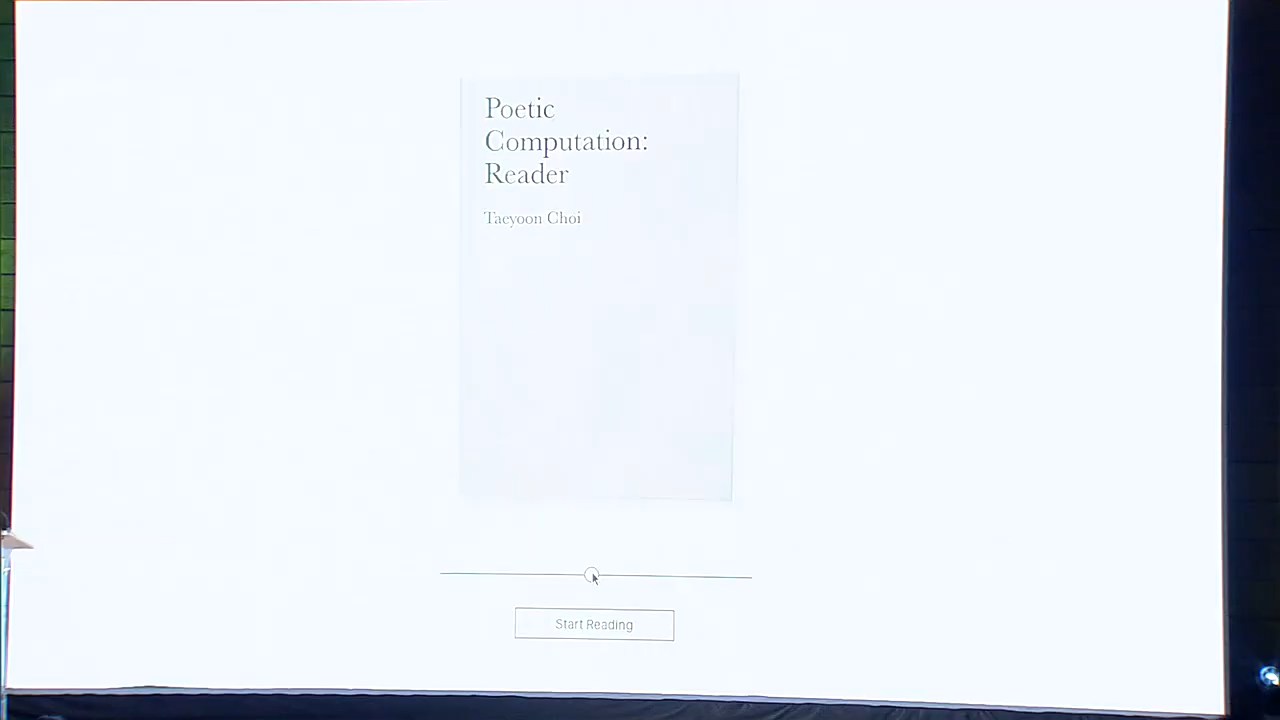 Poetic
Computation:
Reader
Taeyoon Choi
Start Reading